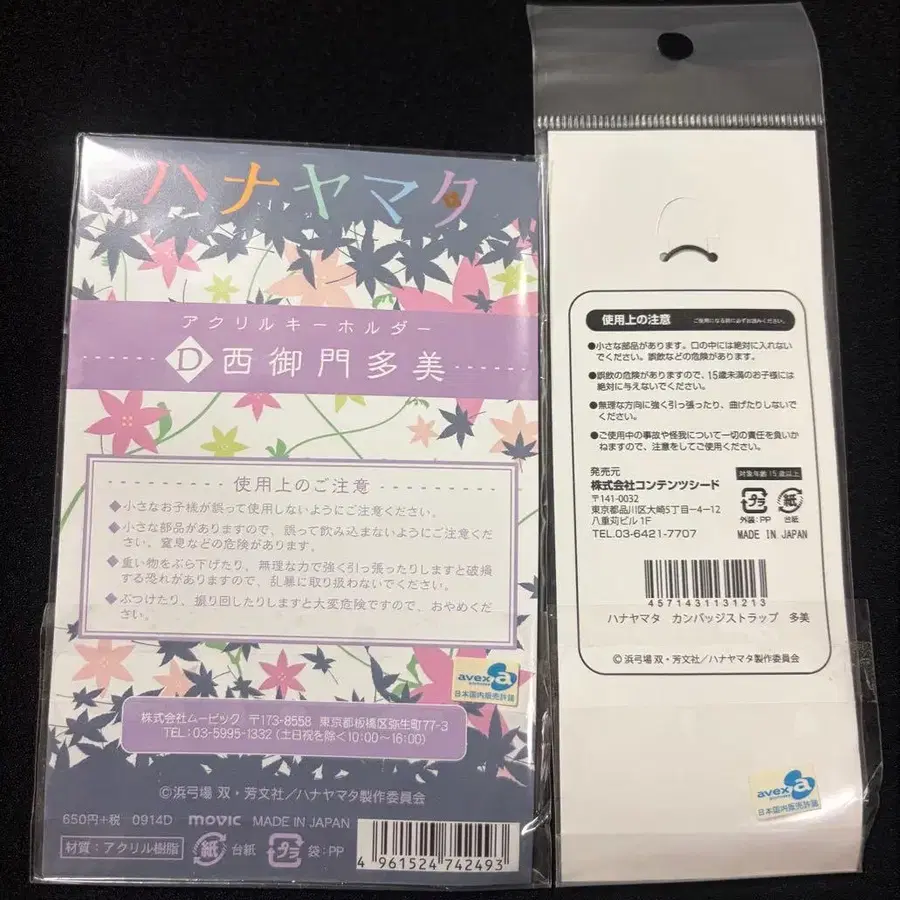 ハナヤマタ
アクリルキーホルダー
D 西御門多美
使用上のご注意
◆小さなお子様が誤って使用しないようにご注意ください。
◆小さな部品がありますので、誤って飲み込まないようにご注意くだ
さい。窒息などの危険があります。
◆重い物をぶら下げたり、無理な力で強く引っ張ったりしますと破損
する恐れがありますので、乱暴に取り扱わないでください。
◆ぶつけたり、振り回したりしますと大変危険ですので、おやめくだ
さい。
avex
日本国内販売許諾
株式会社ムービック 〒173-8558 東京都板橋区弥生町77-3
TEL:03-5995-1332 (土日祝を除く10:00〜16:00)
©浜弓場 双・芳文社／ハナヤマタ製作委員会
650円+税 0914D movic MADE IN JAPAN
材質：アクリル樹脂 紙 台紙 プラ 袋:PP
4 961524 742493
使用上の注意 ご使用になる前に必ずお読みください。
●小さな部品があります。口の中には絶対に入れない
でください。誤飲などの危険があります。
●誤飲の危険がありますので、15歳未満のお子様には
絶対に与えないでください。
●無理な方向に強く引っ張ったり、曲げたりしないで
ください。
●ご使用中の事故や怪我について一切の責任を負いか
ねますので、注意をしてご使用ください。
発売元
株式会社コンテンツシード
〒141-0032
東京都品川区大崎5丁目-4-12
八重苅ビル 1F
TEL.03-6421-7707
対象年齢15歳以上
プラ 紙
外装:PP 台紙
MADE IN JAPAN
4571431131213
ハナヤマタ カンバッジストラップ 多美
©浜弓場 双・芳文社／ハナヤマタ製作委員会
avex
日本国内販売許諾